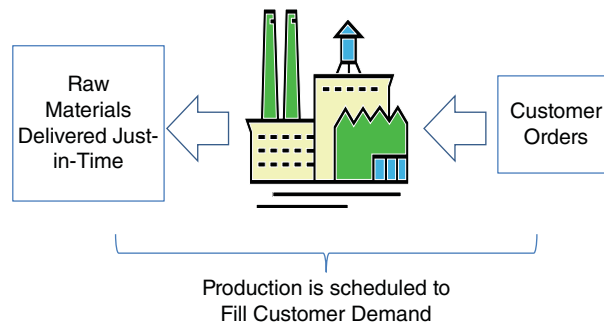 Raw
Materials
Delivered Just-
in-Time
Customer
Orders
Production is scheduled to
Fill Customer Demand